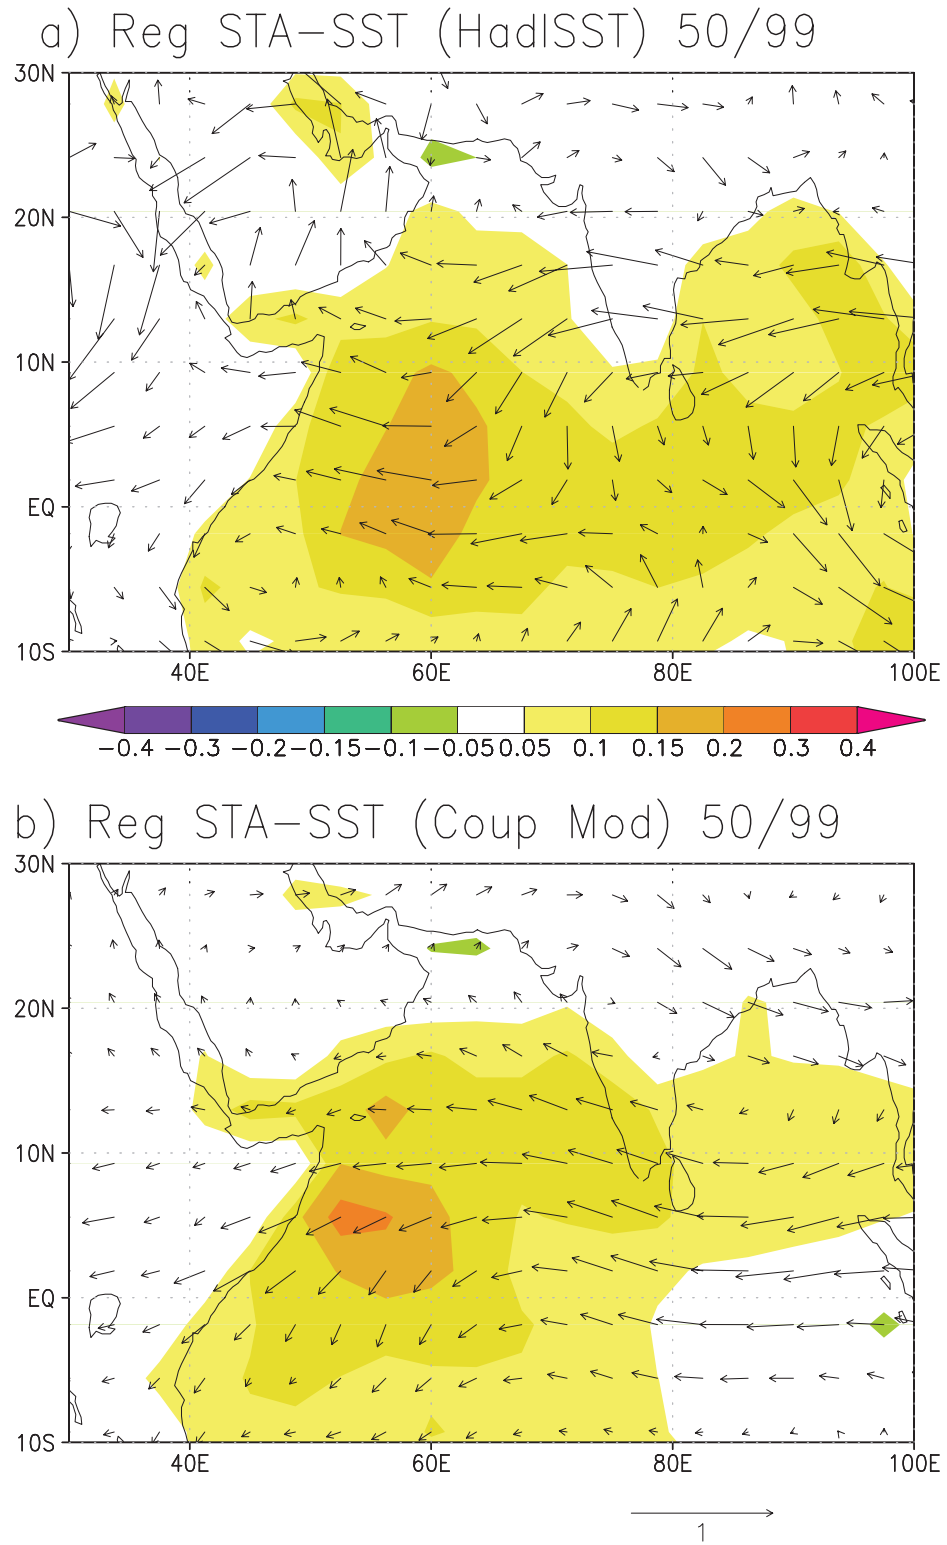 a) Reg STA-SST (HadISST) 50/99
30N
20N
10N
EQ
10S
40E 60E 80E 100E
-0.4 -0.3 -0.2 -0.15 -0.1 -0.05 0.05 0.1 0.15 0.2 0.3 0.4
b) Reg STA-SST (Coup Mod) 50/99
30N
20N
10N
EQ
10S
40E 60E 80E 100E
1